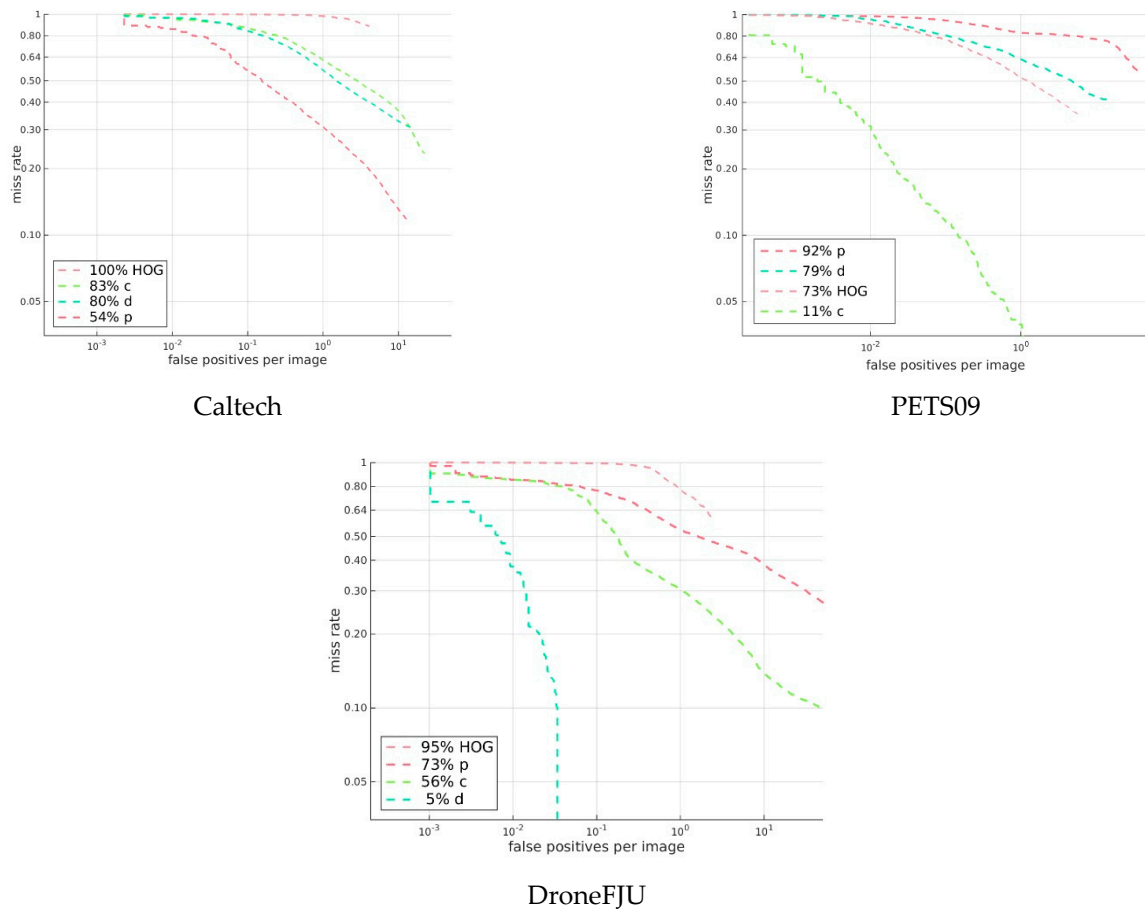 1
0.80
0.64
0.50
0.40
0.30
0.20
0.10
0.05
miss rate
100% HOG
83% c
80% d
54% p
10^-3
10^-2
10^-1
10^0
10^1
false positives per image
Caltech
1
0.80
0.64
0.50
0.40
0.30
0.20
0.10
0.05
miss rate
92% p
79% d
73% HOG
11% c
10^-2
10^0
false positives per image
PETS09
1
0.80
0.64
0.50
0.40
0.30
0.20
0.10
0.05
miss rate
95% HOG
73% p
56% c
5% d
10^-3
10^-2
10^-1
10^0
10^1
false positives per image
DroneFJU